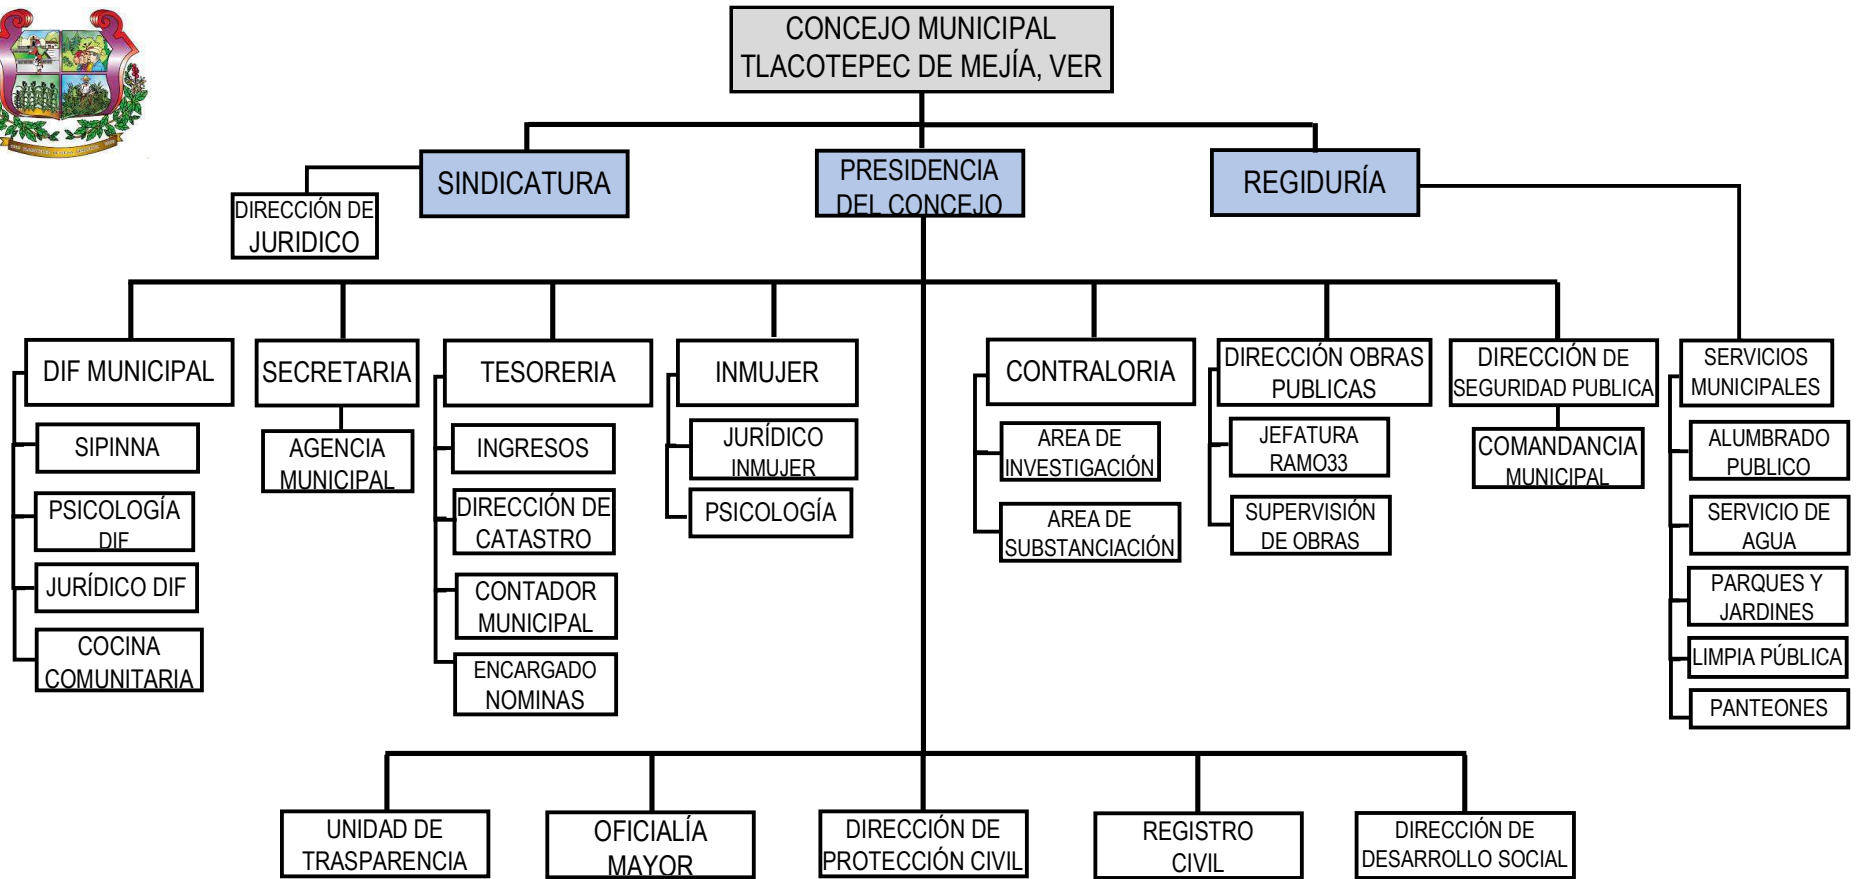 CONCEJO MUNICIPAL
TLACOTEPEC DE MEJÍA, VER
SINDICATURA
PRESIDENCIA
DEL CONCEJO
REGIDURÍA
DIRECCIÓN DE
JURIDICO
DIF MUNICIPAL
SIPINNA
PSICOLOGÍA
DIF
JURÍDICO DIF
COCINA
COMUNITARIA
SECRETARIA
AGENCIA
MUNICIPAL
TESORERIA
INGRESOS
DIRECCIÓN DE
CATASTRO
CONTADOR
MUNICIPAL
ENCARGADO
NOMINAS
INMUJER
JURÍDICO
INMUJER
PSICOLOGÍA
CONTRALORIA
AREA DE
INVESTIGACIÓN
AREA DE
SUBSTANCIACIÓN
DIRECCIÓN OBRAS
PUBLICAS
JEFATURA
RAMO33
SUPERVISIÓN
DE OBRAS
DIRECCIÓN DE
SEGURIDAD PUBLICA
COMANDANCIA
MUNICIPAL
SERVICIOS
MUNICIPALES
ALUMBRADO
PUBLICO
SERVICIO DE
AGUA
PARQUES Y
JARDINES
LIMPIA PÚBLICA
PANTEONES
UNIDAD DE
TRASPARENCIA
OFICIALÍA
MAYOR
DIRECCIÓN DE
PROTECCIÓN CIVIL
REGISTRO
CIVIL
DIRECCIÓN DE
DESARROLLO SOCIAL